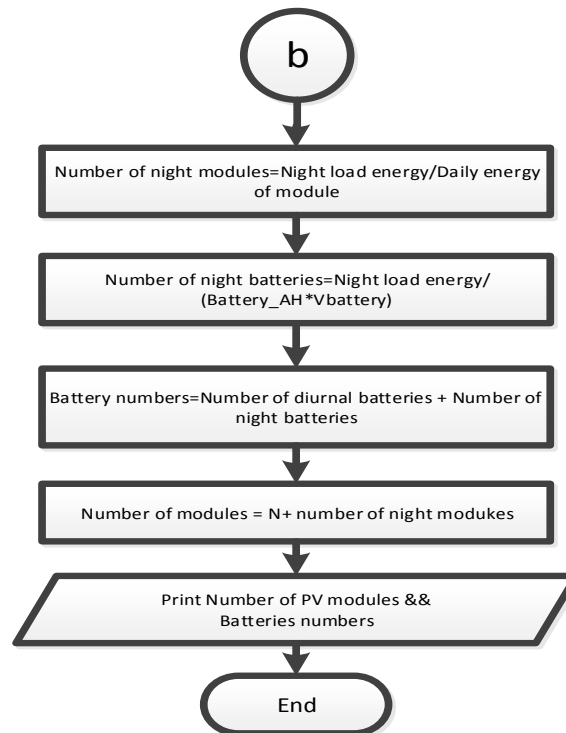 b
Number of night modules=Night load energy/Daily energy
of module
Number of night batteries=Night load energy/
(Battery_AH*Vbattery)
Battery numbers=Number of diurnal batteries + Number of
night batteries
Number of modules = N+ number of night modukes
Print Number of PV modules &&
Batteries numbers
End